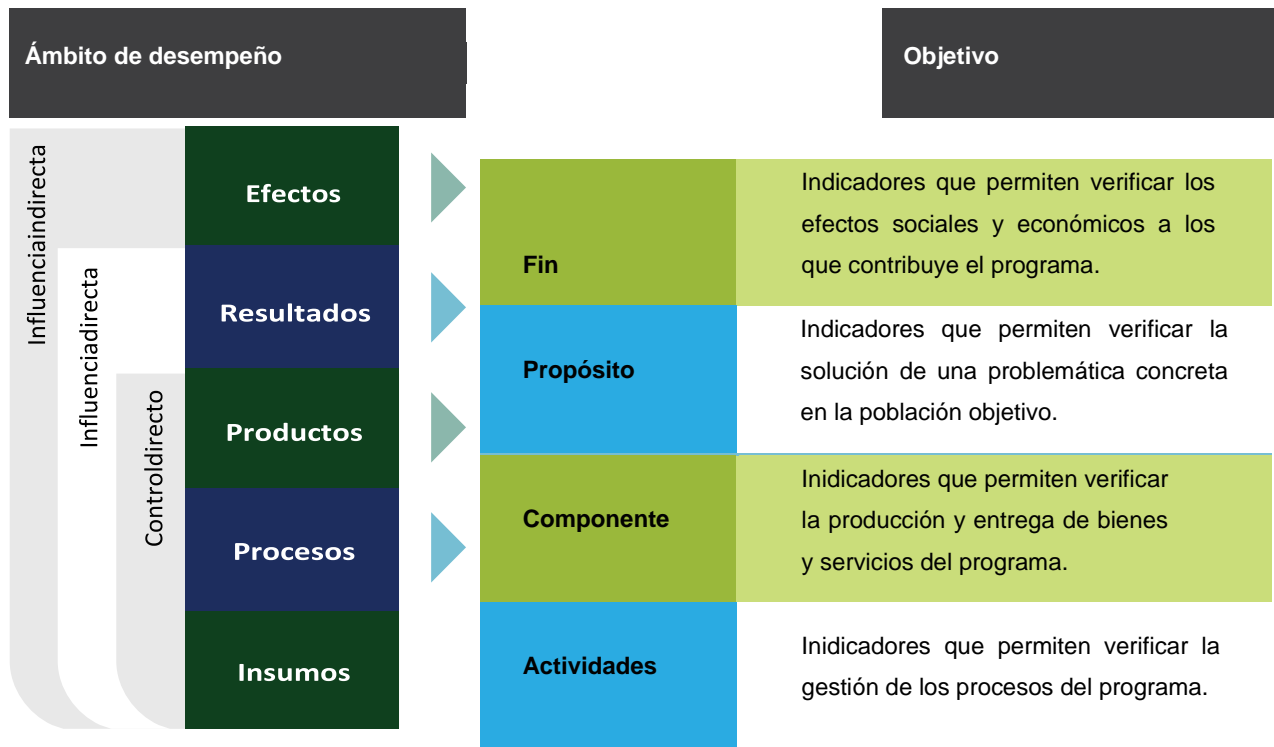 Ámbito de desempeño
Objetivo
Influenciaindirecta
Influenciadirecta
Controldirecto
Efectos
Resultados
Productos
Procesos
Insumos
Fin
Indicadores que permiten verificar los
efectos sociales y económicos a los
que contribuye el programa.
Propósito
Indicadores que permiten verificar la
solución de una problemática concreta
en la población objetivo.
Componente
Inidicadores que permiten verificar
la producción y entrega de bienes
y servicios del programa.
Actividades
Inidicadores que permiten verificar la
gestión de los procesos del programa.